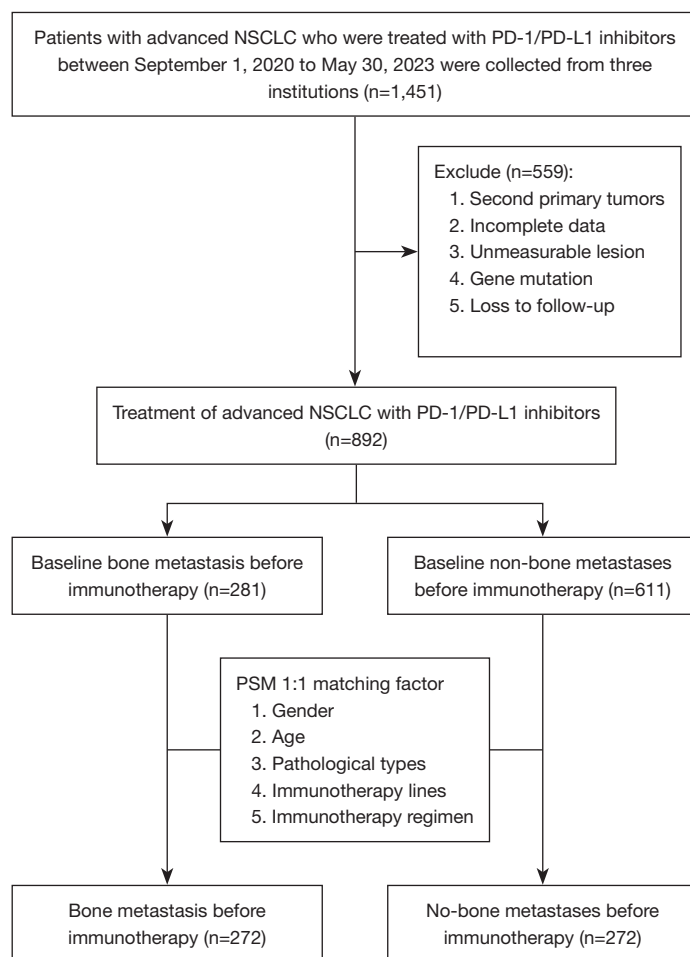 Patients with advanced NSCLC who were treated with PD-1/PD-L1 inhibitors
between September 1, 2020 to May 30, 2023 were collected from three
institutions (n=1,451)
Exclude (n=559):
1. Second primary tumors
2. Incomplete data
3. Unmeasurable lesion
4. Gene mutation
5. Loss to follow-up
Treatment of advanced NSCLC with PD-1/PD-L1 inhibitors
(n=892)
Baseline bone metastasis before
immunotherapy (n=281)
Baseline non-bone metastases
before immunotherapy (n=611)
PSM 1:1 matching factor
1. Gender
2. Age
3. Pathological types
4. Immunotherapy lines
5. Immunotherapy regimen
Bone metastasis before
immunotherapy (n=272)
No-bone metastases before
immunotherapy (n=272)